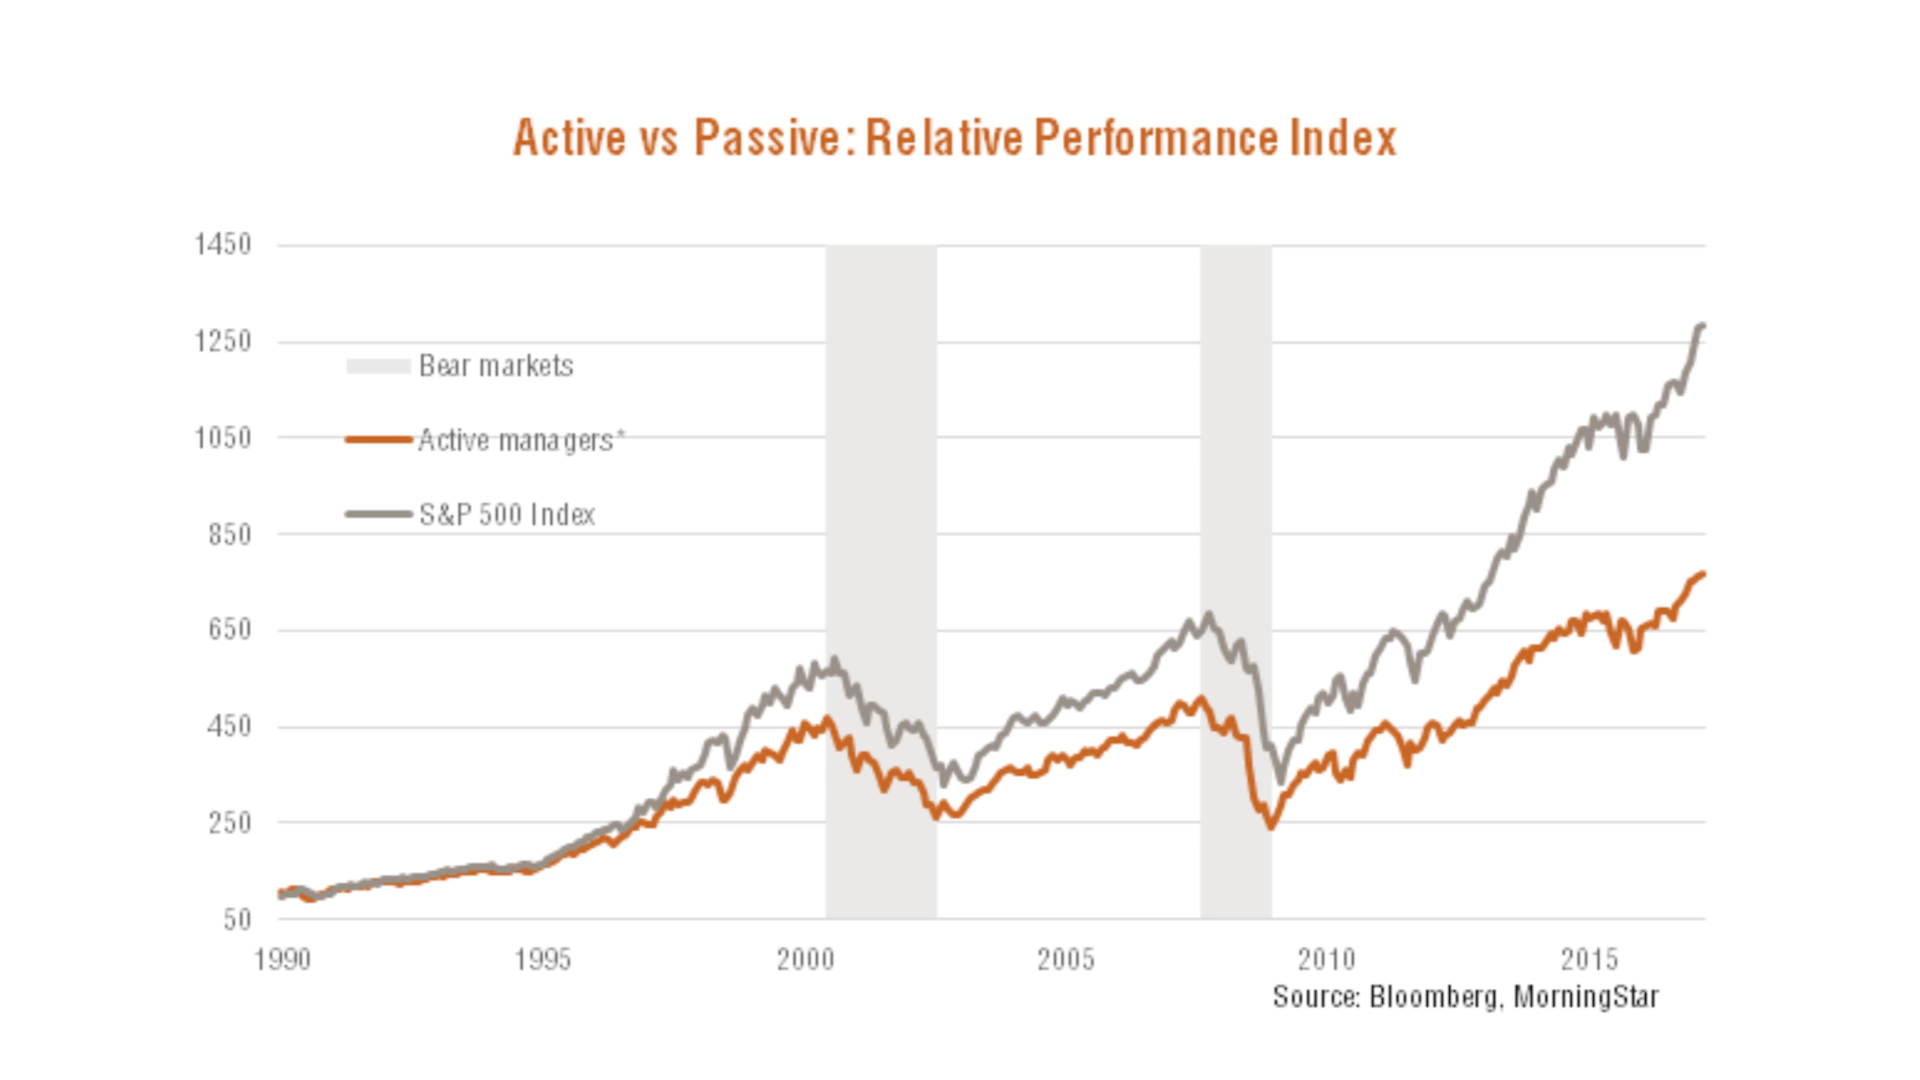 Active vs Passive: Relative Performance Index
1450
1250
1050
850
650
450
250
50
Bear markets
Active managers*
S&P 500 Index
1990 1995 2000 2005 2010 2015
Source: Bloomberg, MorningStar